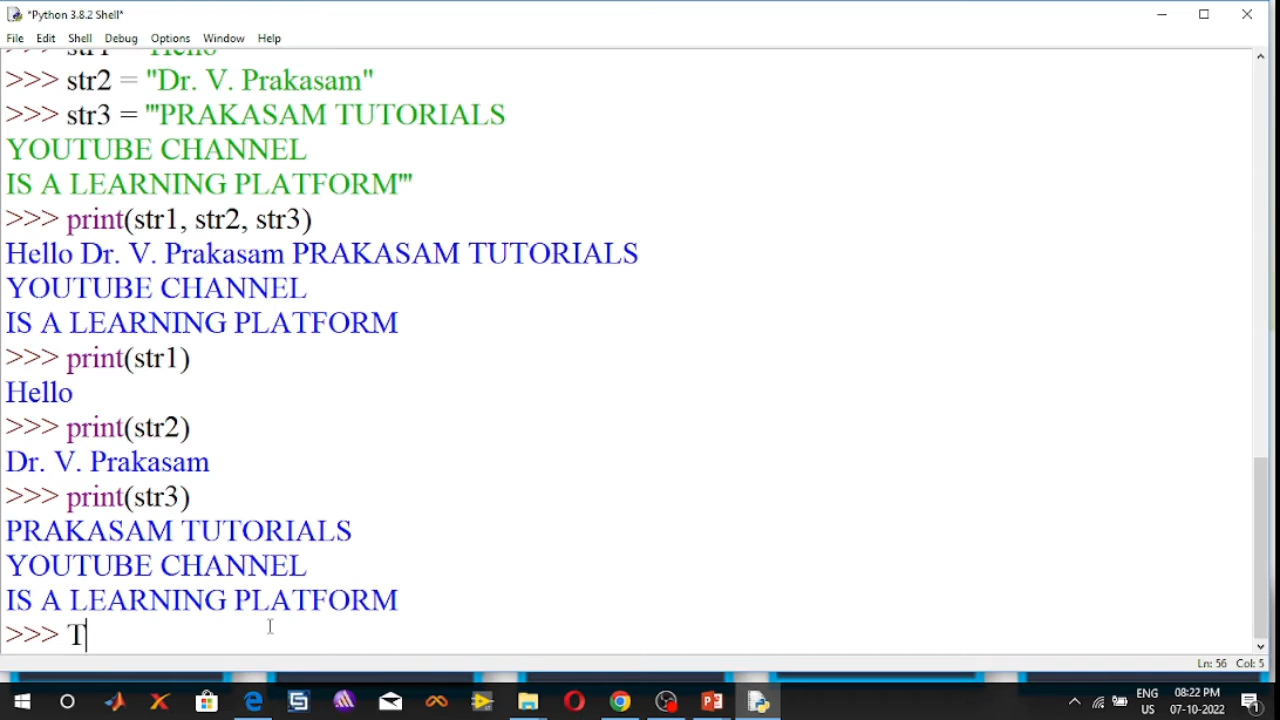 *Python 3.8.2 Shell*
File Edit Shell Debug Options Window Help
>>> str1 = "Hello"
>>> str2 = "Dr. V. Prakasam"
>>> str3 = '''PRAKASAM TUTORIALS
YOUTUBE CHANNEL
IS A LEARNING PLATFORM'''
>>> print(str1, str2, str3)
Hello Dr. V. Prakasam PRAKASAM TUTORIALS
YOUTUBE CHANNEL
IS A LEARNING PLATFORM
>>> print(str1)
Hello
>>> print(str2)
Dr. V. Prakasam
>>> print(str3)
PRAKASAM TUTORIALS
YOUTUBE CHANNEL
IS A LEARNING PLATFORM
>>> T
Ln: 56 Col: 5
ENG 08:22 PM
US 07-10-2022